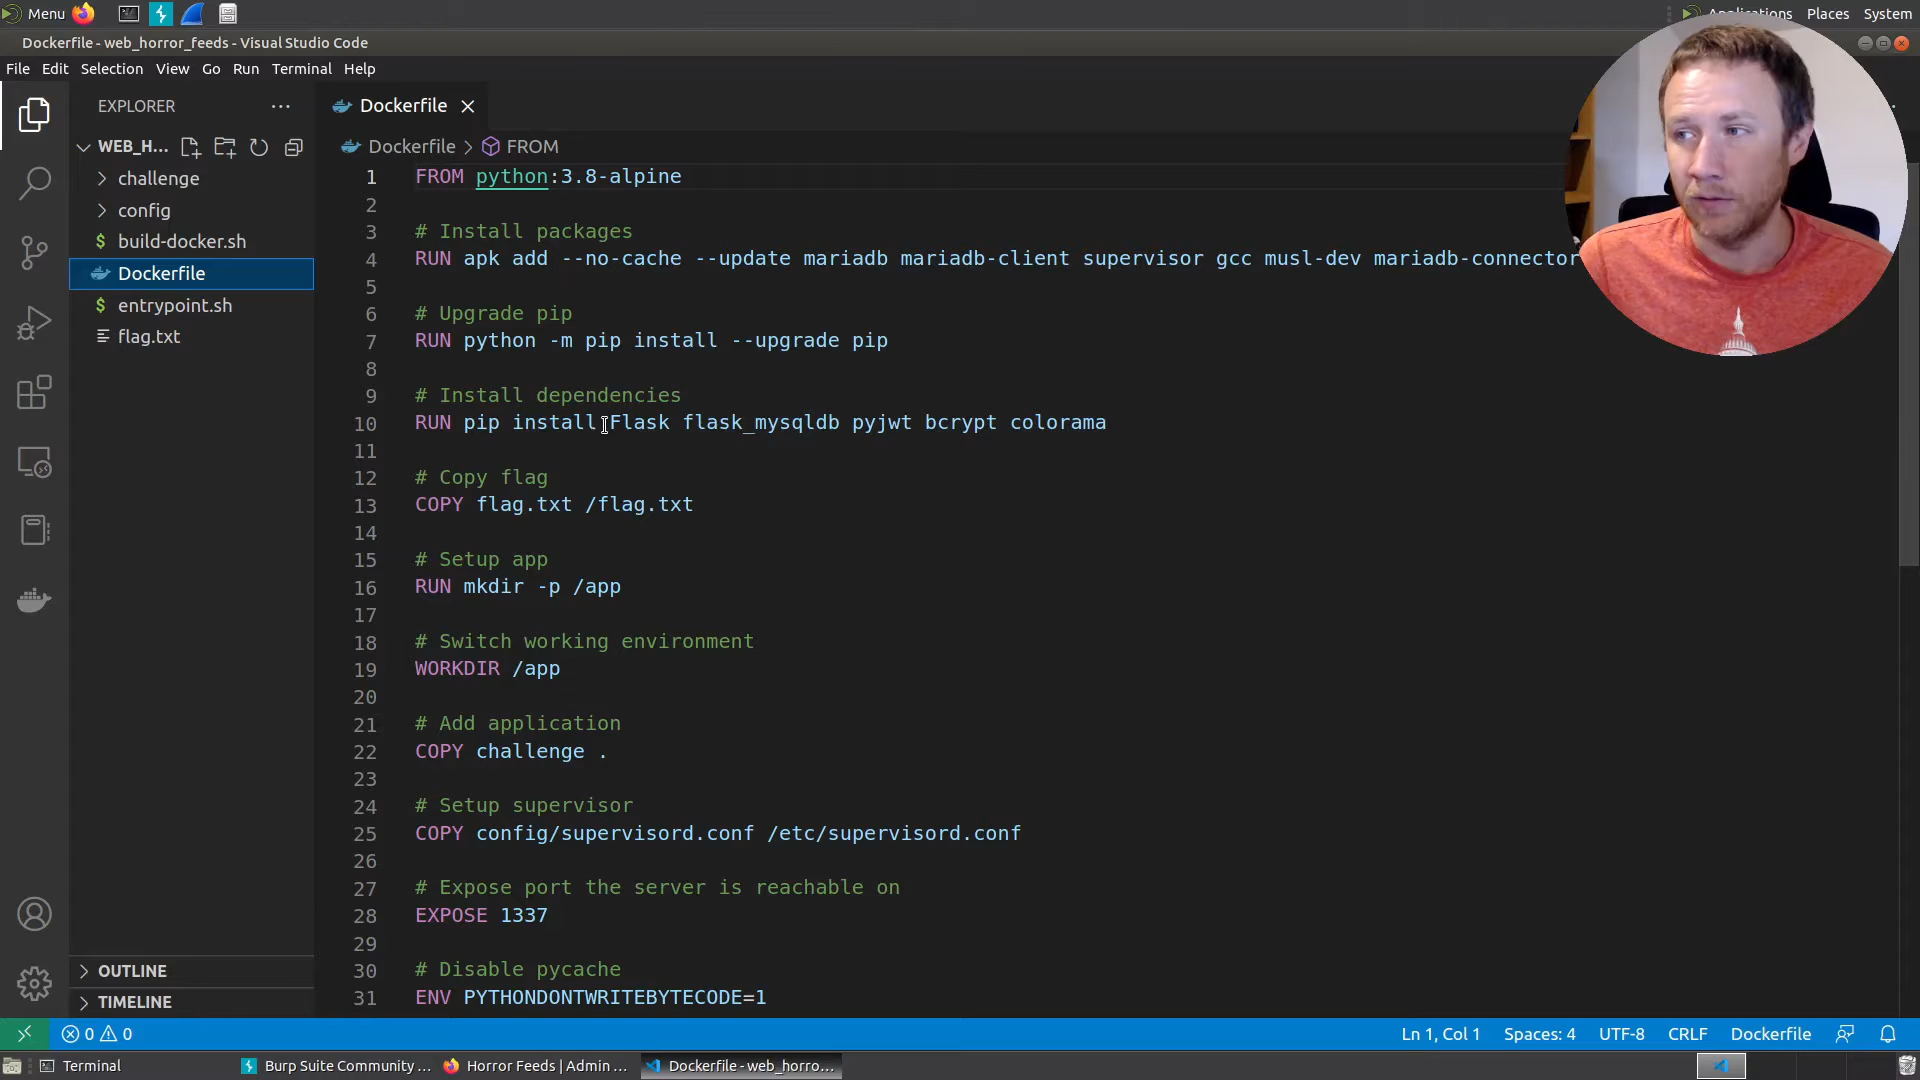 Menu
Applications Places System
Dockerfile - web_horror_feeds - Visual Studio Code
File Edit Selection View Go Run Terminal Help
EXPLORER
Dockerfile
WEB_H...
Dockerfile > FROM
challenge
config
build-docker.sh
Dockerfile
entrypoint.sh
flag.txt
1 FROM python:3.8-alpine
2
3 # Install packages
4 RUN apk add --no-cache --update mariadb mariadb-client supervisor gcc musl-dev mariadb-connector
5
6 # Upgrade pip
7 RUN python -m pip install --upgrade pip
8
9 # Install dependencies
10 RUN pip install Flask flask_mysqldb pyjwt bcrypt colorama
11
12 # Copy flag
13 COPY flag.txt /flag.txt
14
15 # Setup app
16 RUN mkdir -p /app
17
18 # Switch working environment
19 WORKDIR /app
20
21 # Add application
22 COPY challenge .
23
24 # Setup supervisor
25 COPY config/supervisord.conf /etc/supervisord.conf
26
27 # Expose port the server is reachable on
28 EXPOSE 1337
29
30 # Disable pycache
31 ENV PYTHONDONTWRITEBYTECODE=1
OUTLINE
TIMELINE
0 0
Ln 1, Col 1 Spaces: 4 UTF-8 CRLF Dockerfile
Terminal
Burp Suite Community ...
Horror Feeds | Admin ...
Dockerfile - web_horro...